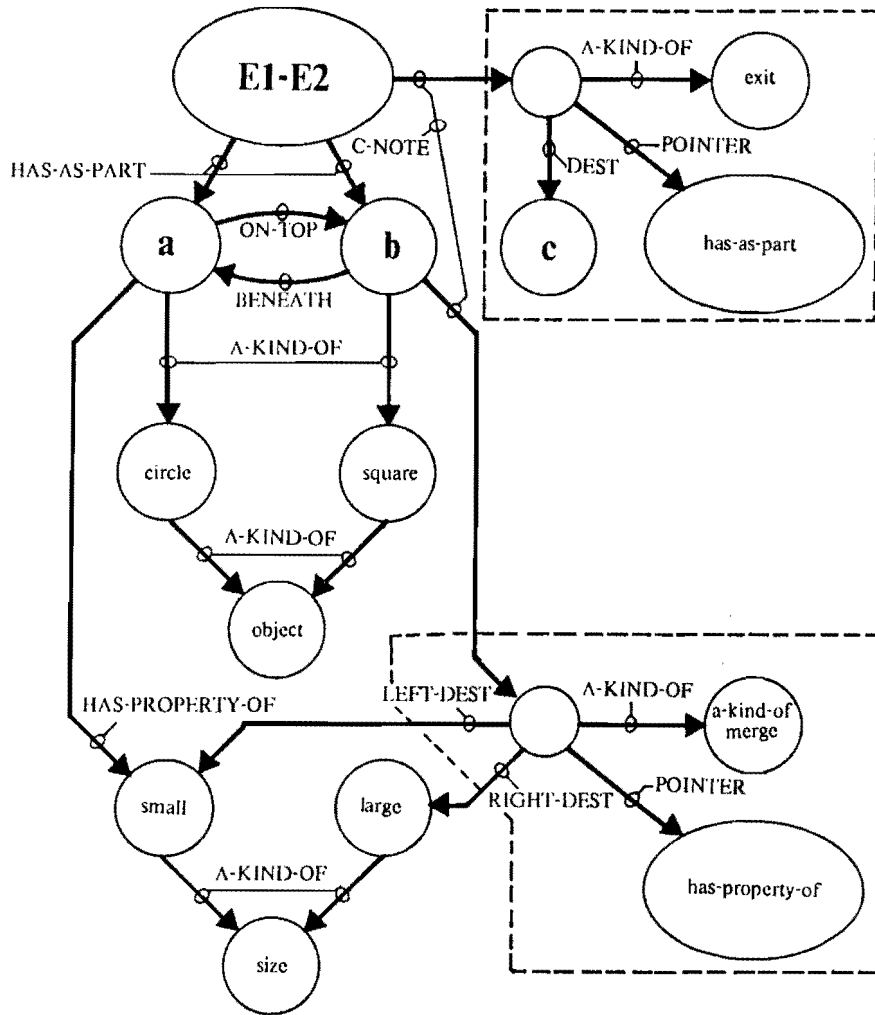 E1-E2
A-KIND-OF
exit
C-NOTE
DEST
POINTER
HAS-AS-PART
a
ON-TOP
b
c
has-as-part
BENEATH
A-KIND-OF
circle
square
A-KIND-OF
object
HAS-PROPERTY-OF
LEFT-DEST
A-KIND-OF
a-kind-of
merge
small
large
RIGHT-DEST
POINTER
A-KIND-OF
has-property-of
size